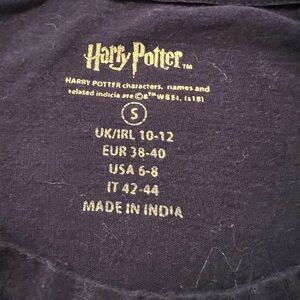 Harry Potter™
HARRY POTTER characters, names and
related indicia are ©&™ WBEI. (s18)
S
UK/IRL 10-12
EUR 38-40
USA 6-8
IT 42-44
MADE IN INDIA